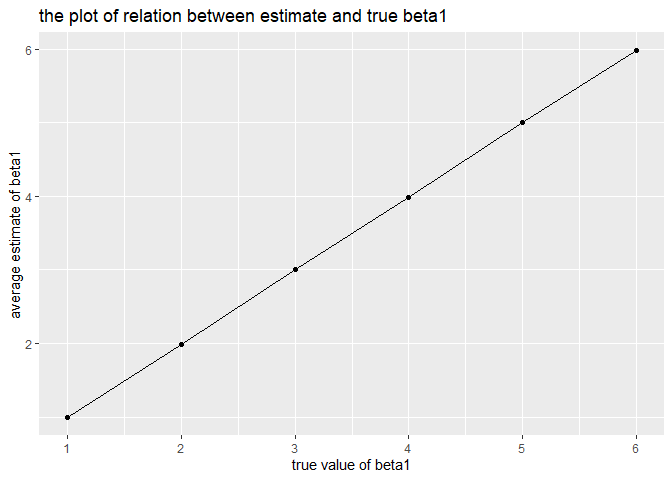 the plot of relation between estimate and true beta1
average estimate of beta1
6
4
2
1 2 3 4 5 6
true value of beta1